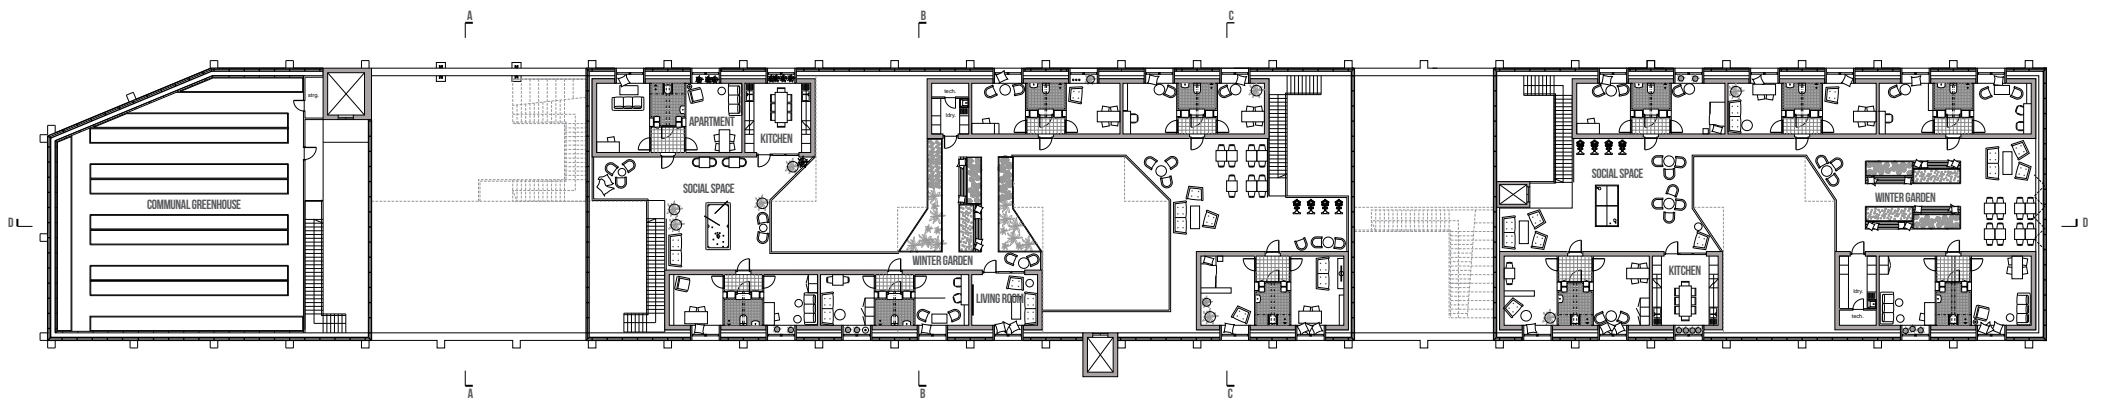 A
B
C
strg.
tech.
ldry.
APARTMENT
KITCHEN
SOCIAL SPACE
SOCIAL SPACE
COMMUNAL GREENHOUSE
WINTER GARDEN
D
D
WINTER GARDEN
KITCHEN
LIVING ROOM
ldry.
tech.
A
B
C